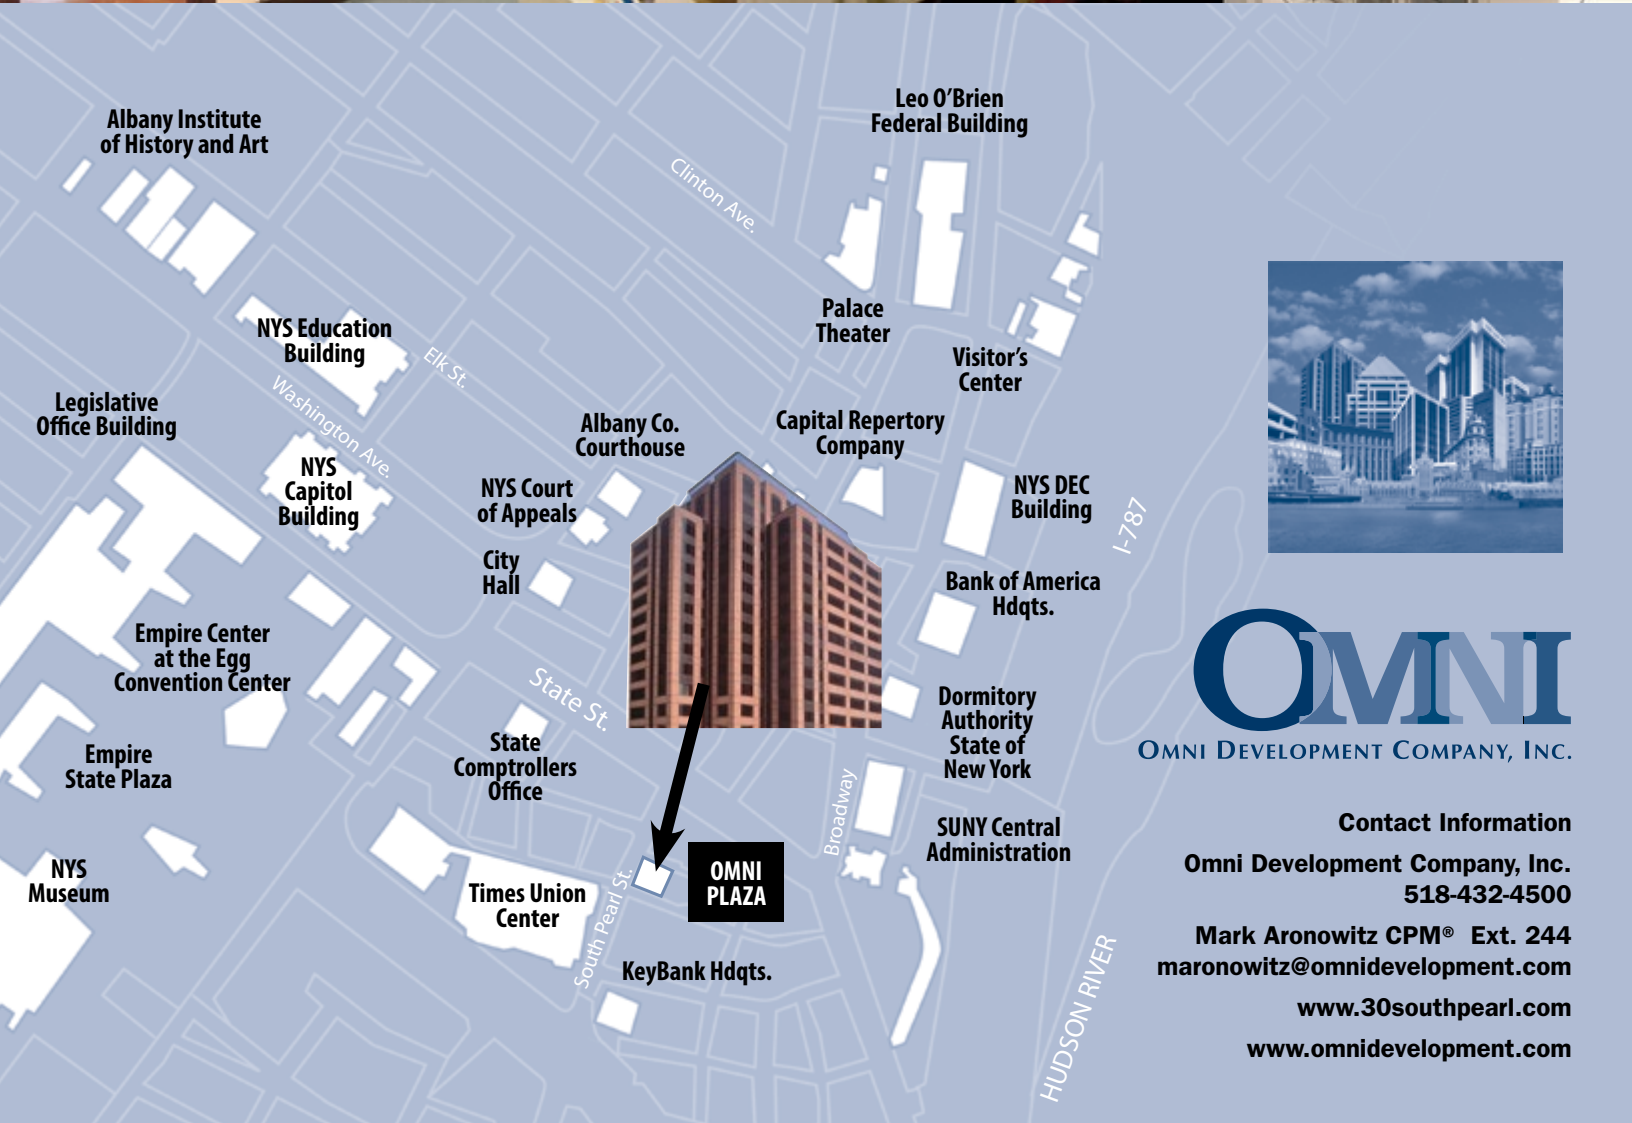 Albany Institute
of History and Art
Leo O’Brien
Federal Building
Clinton Ave.
Palace
Theater
Visitor’s
Center
NYS Education
Building
Elk St.
Washington Ave.
Legislative
Office Building
NYS
Capitol
Building
Albany Co.
Courthouse
Capital Repertory
Company
NYS Court
of Appeals
City
Hall
NYS DEC
Building
I-787
Bank of America
Hdqts.
Empire Center
at the Egg
Convention Center
State St.
Dormitory
Authority
State of
New York
Empire
State Plaza
State
Comptrollers
Office
Broadway
SUNY Central
Administration
NYS
Museum
Times Union
Center
South Pearl St.
OMNI
PLAZA
KeyBank Hdqts.
HUDSON RIVER
OMNI
OMNI DEVELOPMENT COMPANY, INC.
Contact Information
Omni Development Company, Inc.
518-432-4500
Mark Aronowitz CPM® Ext. 244
maronowitz@omnidevelopment.com
www.30southpearl.com
www.omnidevelopment.com